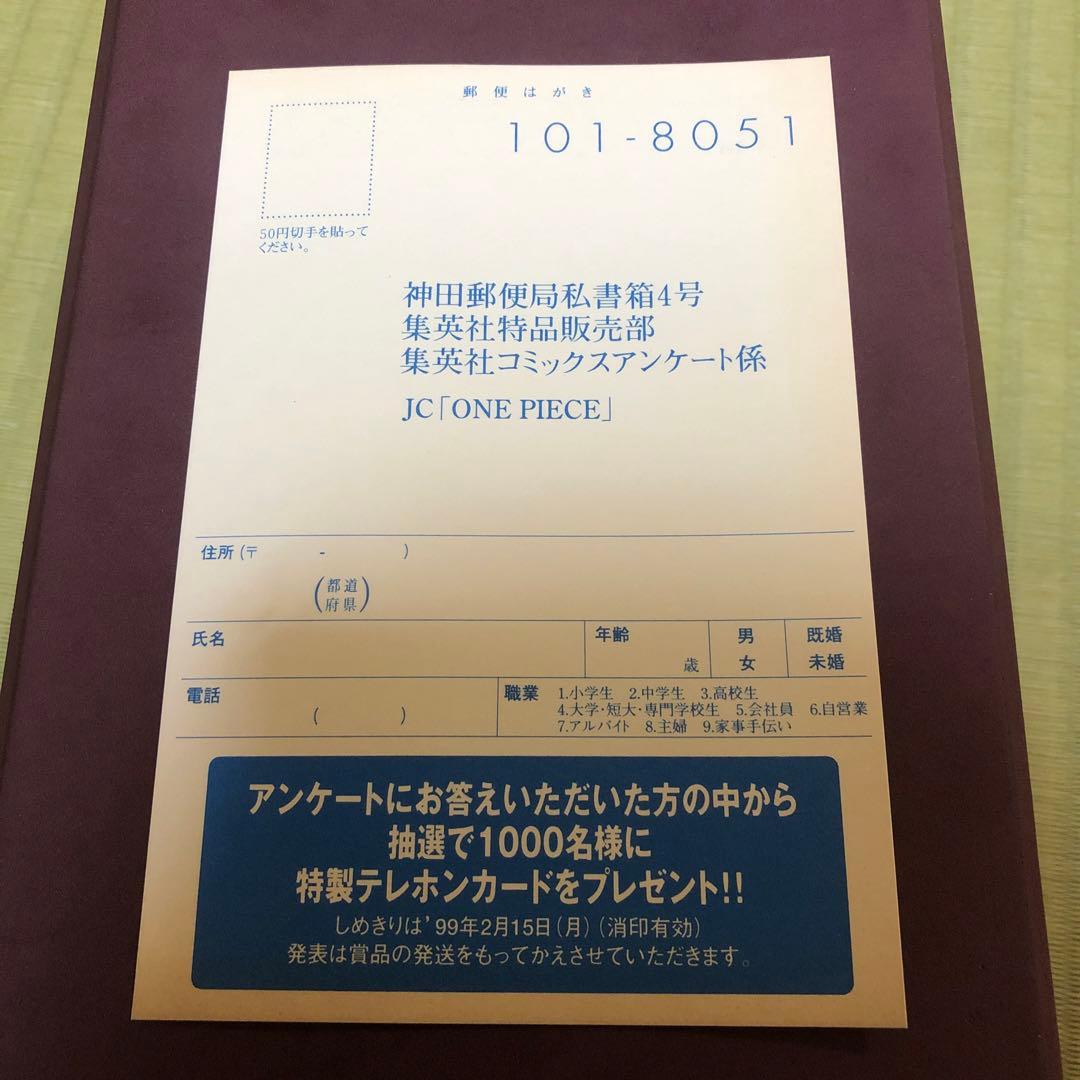 郵便はがき
101-8051
50円切手を貼って
ください。
神田郵便局私書箱4号
集英社特品販売部
集英社コミックスアンケート係
JC「ONE PIECE」
住所(〒 - )
(都道
府県)
氏名
年齢
歳
男
女
既婚
未婚
電話
( )
職業
1.小学生 2.中学生 3.高校生
4.大学・短大・専門学校生 5.会社員 6.自営業
7.アルバイト 8.主婦 9.家事手伝い
アンケートにお答えいただいた方の中から
抽選で1000名様に
特製テレホンカードをプレゼント!!
しめきりは'99年2月15日(月)(消印有効)
発表は賞品の発送をもってかえさせていただきます。